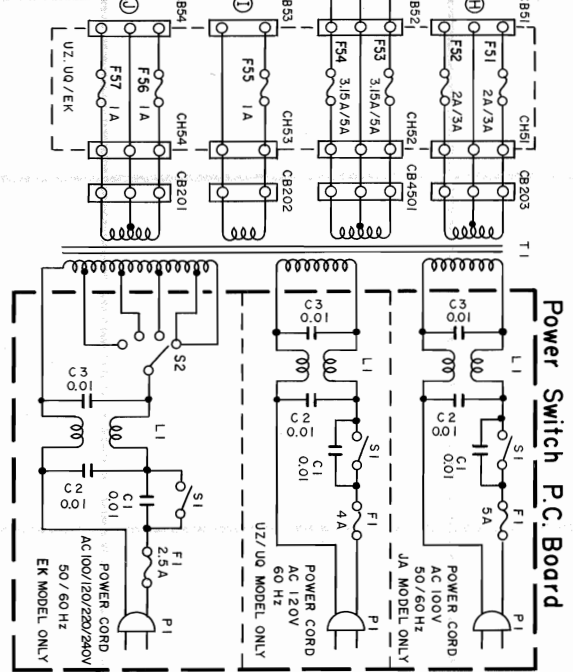 B54
B53
B52
B51
J
I
H
UZ. UQ / EK
F57 1A
F56 1A
F55 1A
F54 3.15A/5A
F53 3.15A/5A
F52 2A/3A
F51 2A/3A
CH54
CH53
CH52
CH51
CB201
CB202
CB4501
CB203
T1
Power Switch P.C. Board
S2
C3
0.01
L1
C2
0.01
C1
0.01
S1
F1
2.5A
POWER CORD
AC100/120/220/240V
50/60Hz
EK MODEL ONLY
P1
C3
0.01
L1
C2
0.01
C1
0.01
S1
F1
4A
POWER CORD
AC 120V
60 Hz
UZ/UQ MODEL ONLY
P1
C3
0.01
L1
C2
0.01
C1
0.01
S1
F1
5A
POWER CORD
AC 100V
50/60Hz
JA MODEL ONLY
P1